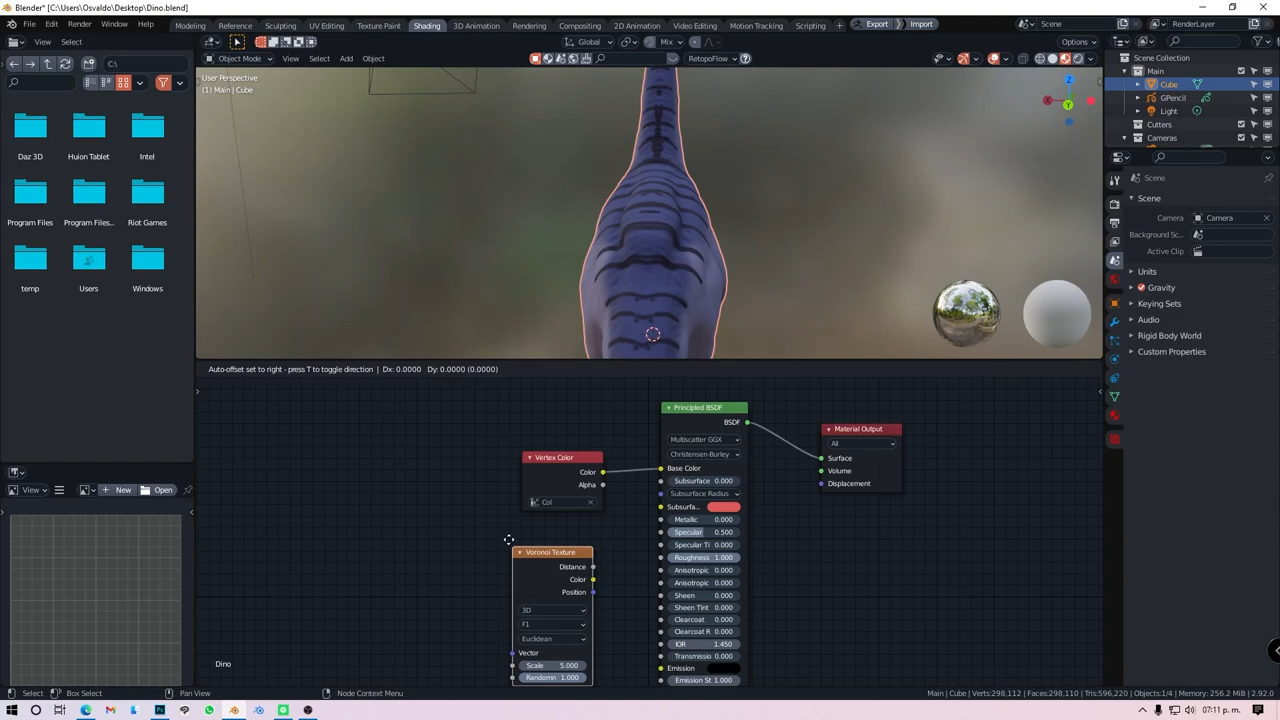 Blender* [C:\Users\Osvaldo\Desktop\Dino.blend]
File Edit Render Window Help Modeling Rigging Sculpting UV Editing Texture Paint Shading 3D Animation Rendering Compositing 2D Animation Video Editing Motion Tracking Scripting + Export Import Scene RenderLayer
View Select Global Mix Options
C:\
Object Mode View Select Add Object RetopoFlow
User Perspective
(1) Main | Cube
Scene Collection
Main
Cube
GPencil
Light
Cutters
Cameras
Daz 3D Huion Tablet Intel
Program Files Program Files... Riot Games
temp Users Windows
X
Y
Z
Scene
Scene
Camera Camera
Background Sc...
Active Clip
Units
Gravity
Keying Sets
Audio
Rigid Body World
Custom Properties
Auto-offset set to right - press T to toggle direction | Dx: 0.0000 Dy: 0.0000 (0.0000)
Vertex Color
Color
Alpha
Col
Voronoi Texture
Distance
Color
Position
3D
F1
Euclidean
Vector
Scale 5.000
Randomn 1.000
Principled BSDF
BSDF
Multiscatter GGX
Christensen-Burley
Base Color
Subsurface 0.000
Subsurface Radius
Subsurfa...
Metallic 0.000
Specular 0.500
Specular Ti 0.000
Roughness 1.000
Anisotropic 0.000
Anisotropic 0.000
Sheen 0.000
Sheen Tint 0.000
Clearcoat 0.000
Clearcoat R 0.000
IOR 1.450
Transmissio 0.000
Emission
Emission St 1.000
Material Output
All
Surface
Volume
Displacement
View New Open
Dino
Select Box Select Pan View Node Context Menu Main | Cube | Verts:298,112 | Faces:298,110 | Tris:596,220 | Objects:1/4 | Memory: 256.2 MiB | 2.92.0
07:11 p. m.